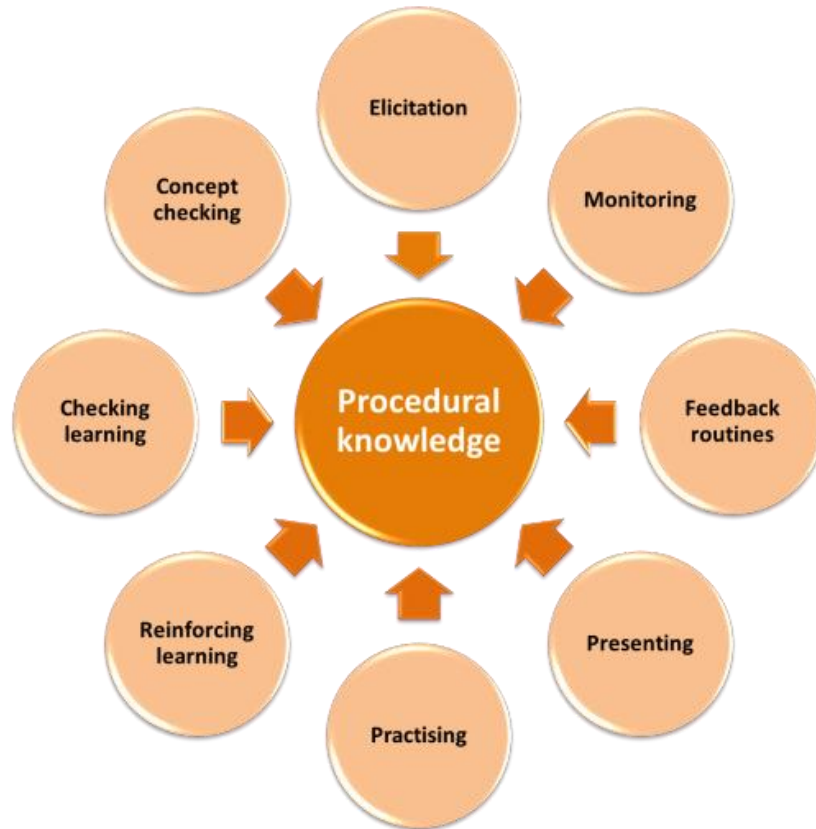 Elicitation
Monitoring
Feedback
routines
Presenting
Practising
Reinforcing
learning
Checking
learning
Concept
checking
Procedural
knowledge